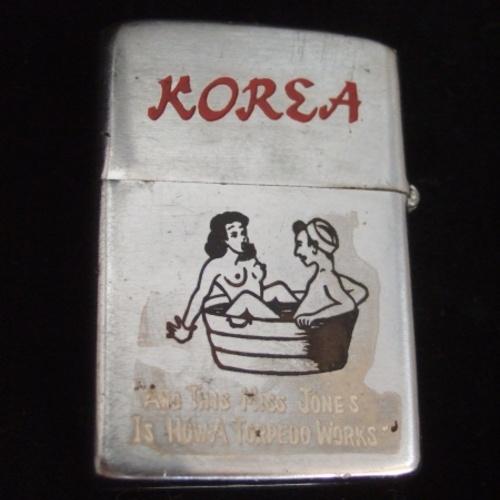 KOREA
"AND THIS MISS JONES
IS HOW A TORPEDO WORKS"